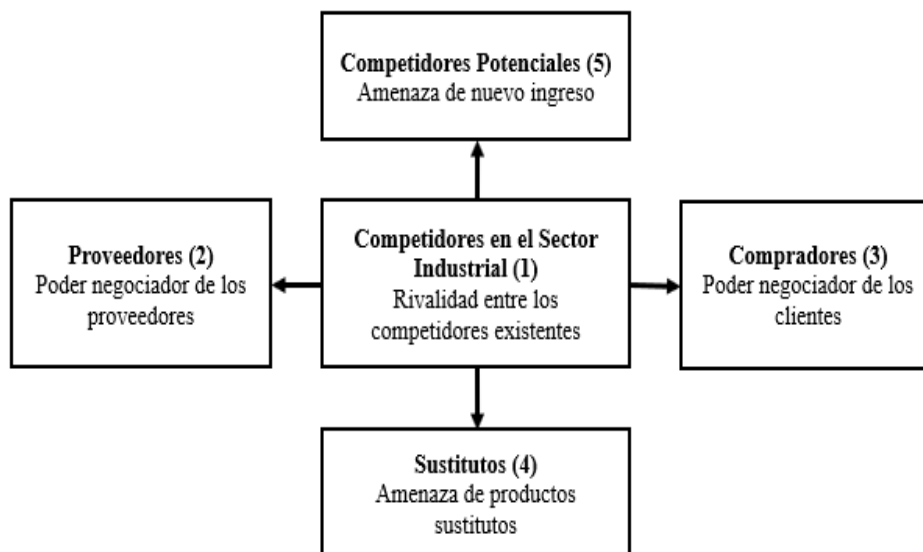 Competidores Potenciales (5)
Amenaza de nuevo ingreso
Proveedores (2)
Poder negociador de los
proveedores
Competidores en el Sector
Industrial (1)
Rivalidad entre los
competidores existentes
Compradores (3)
Poder negociador de los
clientes
Sustitutos (4)
Amenaza de productos
sustitutos